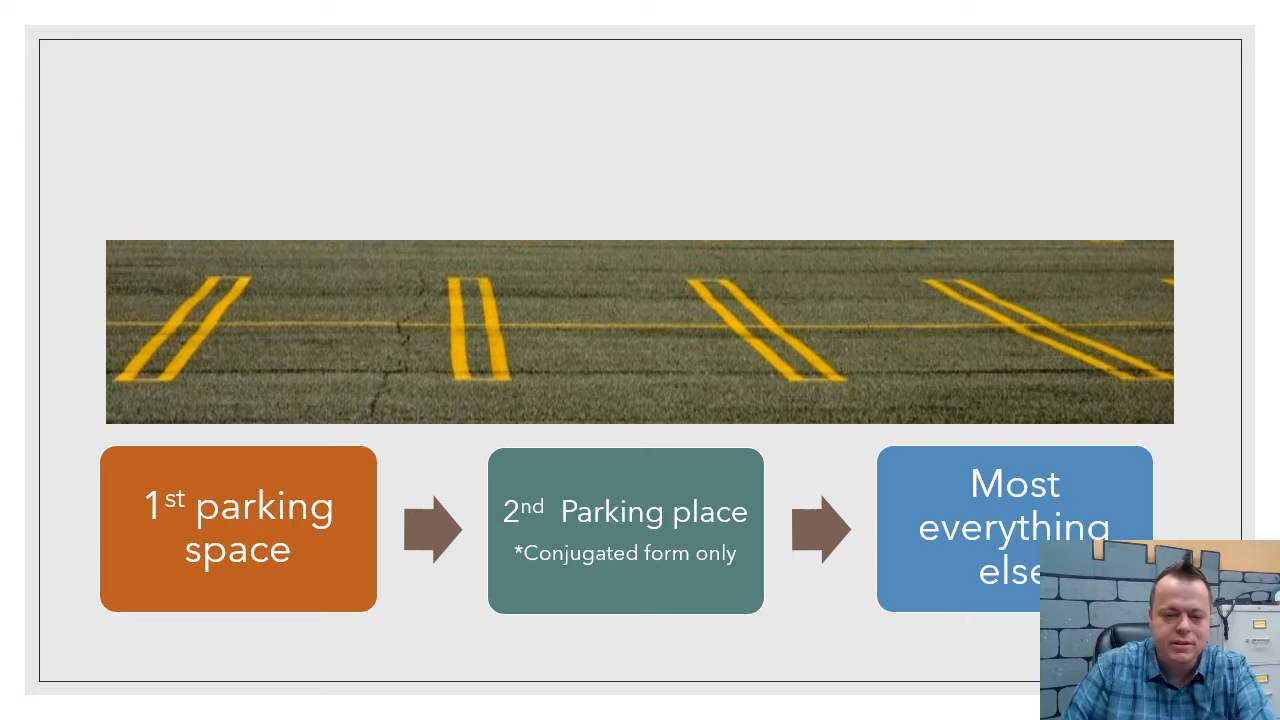 1st parking
space
2nd Parking place
*Conjugated form only
Most
everything
else